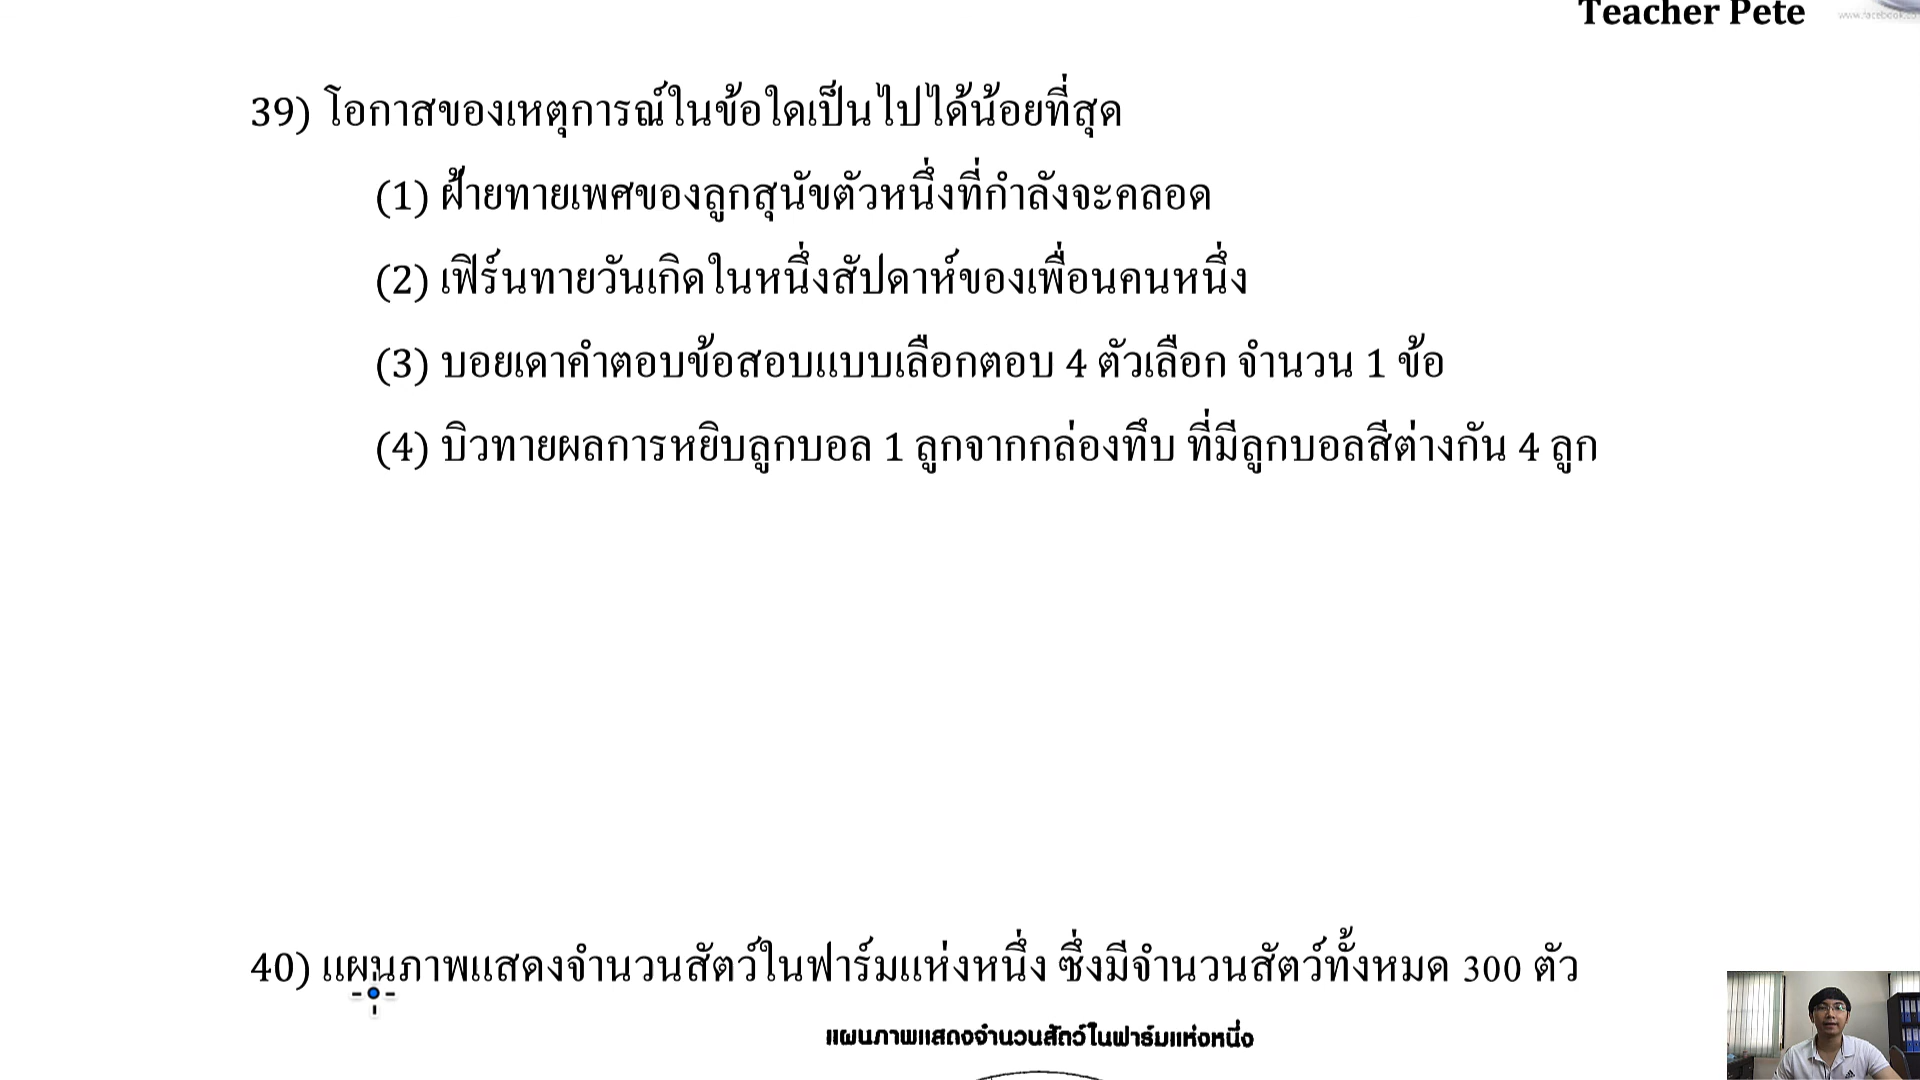 Teacher Pete
39) โอกาสของเหตุการณ์ในข้อใดเป็นไปได้น้อยที่สุด
(1) ฝ้ายทายเพศของลูกสุนัขตัวหนึ่งที่กำลังจะคลอด
(2) เฟิร์นทายวันเกิดในหนึ่งสัปดาห์ของเพื่อนคนหนึ่ง
(3) บอยเดาคำตอบข้อสอบแบบเลือกตอบ 4 ตัวเลือก จำนวน 1 ข้อ
(4) บิวทายผลการหยิบลูกบอล 1 ลูกจากกล่องทึบ ที่มีลูกบอลสีต่างกัน 4 ลูก
40) แผนภาพแสดงจำนวนสัตว์ในฟาร์มแห่งหนึ่ง ซึ่งมีจำนวนสัตว์ทั้งหมด 300 ตัว
แผนภาพแสดงจำนวนสัตว์ในฟาร์มแห่งหนึ่ง